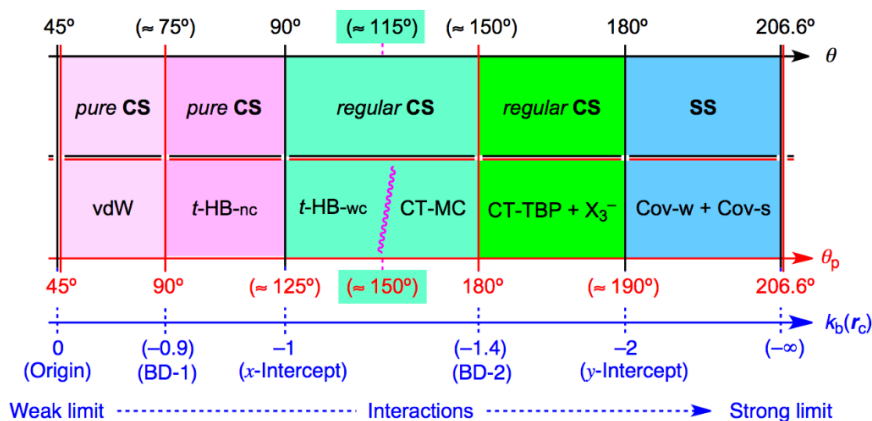 45º (≈ 75º) 90º (≈ 115º) (≈ 150º) 180º 206.6º
θ
pure CS pure CS regular CS regular CS SS
vdW t-HB-nc t-HB-wc CT-MC CT-TBP + X₃⁻ Cov-w + Cov-s
θp
45º 90º (≈ 125º) (≈ 150º) 180º (≈ 190º) 206.6º
kb(rc)
0 (−0.9) −1 (−1.4) −2 (−∞)
(Origin) (BD-1) (x-Intercept) (BD-2) (y-Intercept)
Weak limit Interactions Strong limit